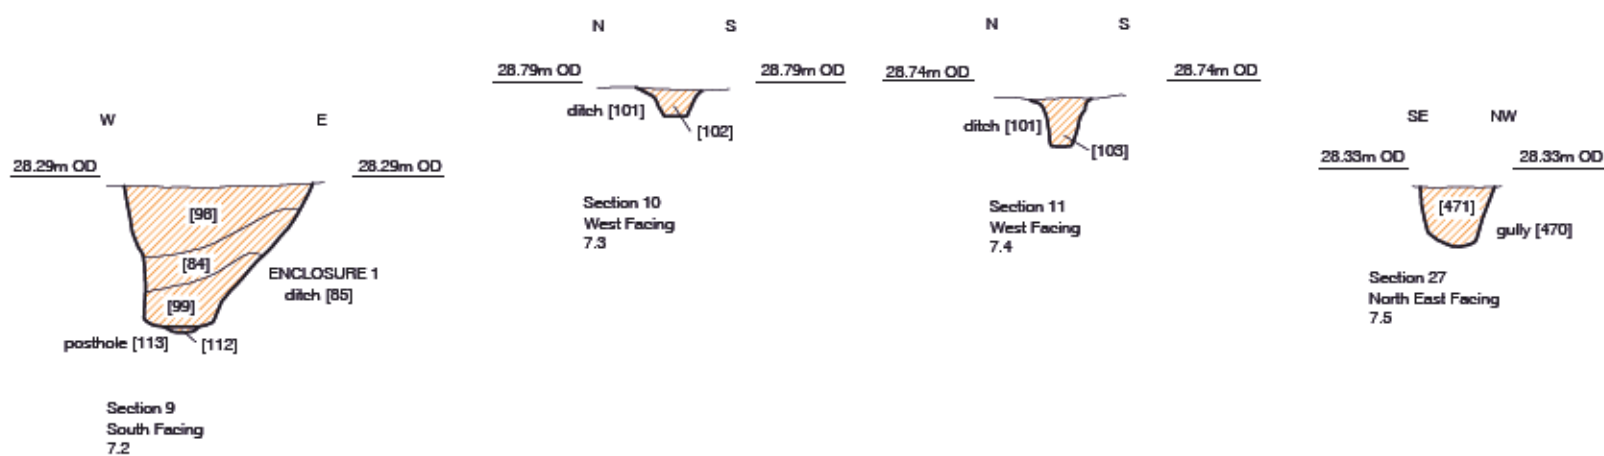 W
E
28.29m OD
28.29m OD
[98]
[84]
[99]
ENCLOSURE 1
ditch [85]
posthole [113]
[112]
Section 9
South Facing
7.2
N
S
28.79m OD
28.79m OD
ditch [101]
[102]
Section 10
West Facing
7.3
N
S
28.74m OD
28.74m OD
ditch [101]
[103]
Section 11
West Facing
7.4
SE
NW
28.33m OD
28.33m OD
[471]
gully [470]
Section 27
North East Facing
7.5